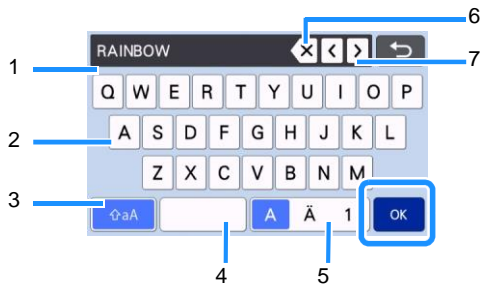 6
RAINBOW × < >
7
1
Q W E R T Y U I O P
2
A S D F G H J K L
Z X C V B N M
3
⇧aA A Ä 1 OK
4 5